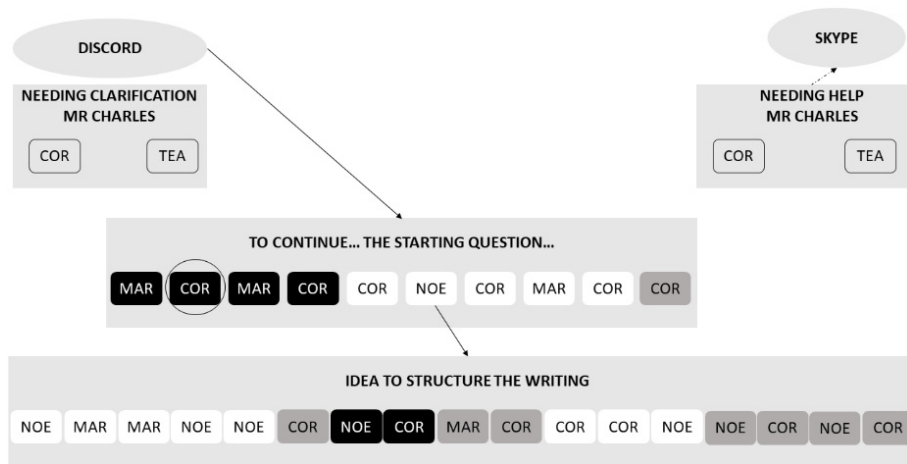 DISCORD
SKYPE
NEEDING CLARIFICATION
MR CHARLES
COR TEA
NEEDING HELP
MR CHARLES
COR TEA
TO CONTINUE... THE STARTING QUESTION...
MAR COR MAR COR COR NOE COR MAR COR COR
IDEA TO STRUCTURE THE WRITING
NOE MAR MAR NOE NOE COR NOE COR MAR COR COR COR NOE NOE COR NOE COR